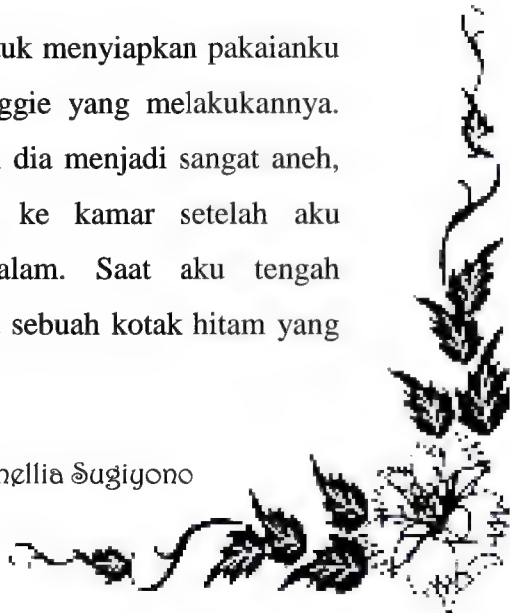 tuk menyiapkan pakaianku
ggie yang melakukannya.
dia menjadi sangat aneh,
ke kamar setelah aku
alam. Saat aku tengah
sebuah kotak hitam yang
nellia Sugiyono